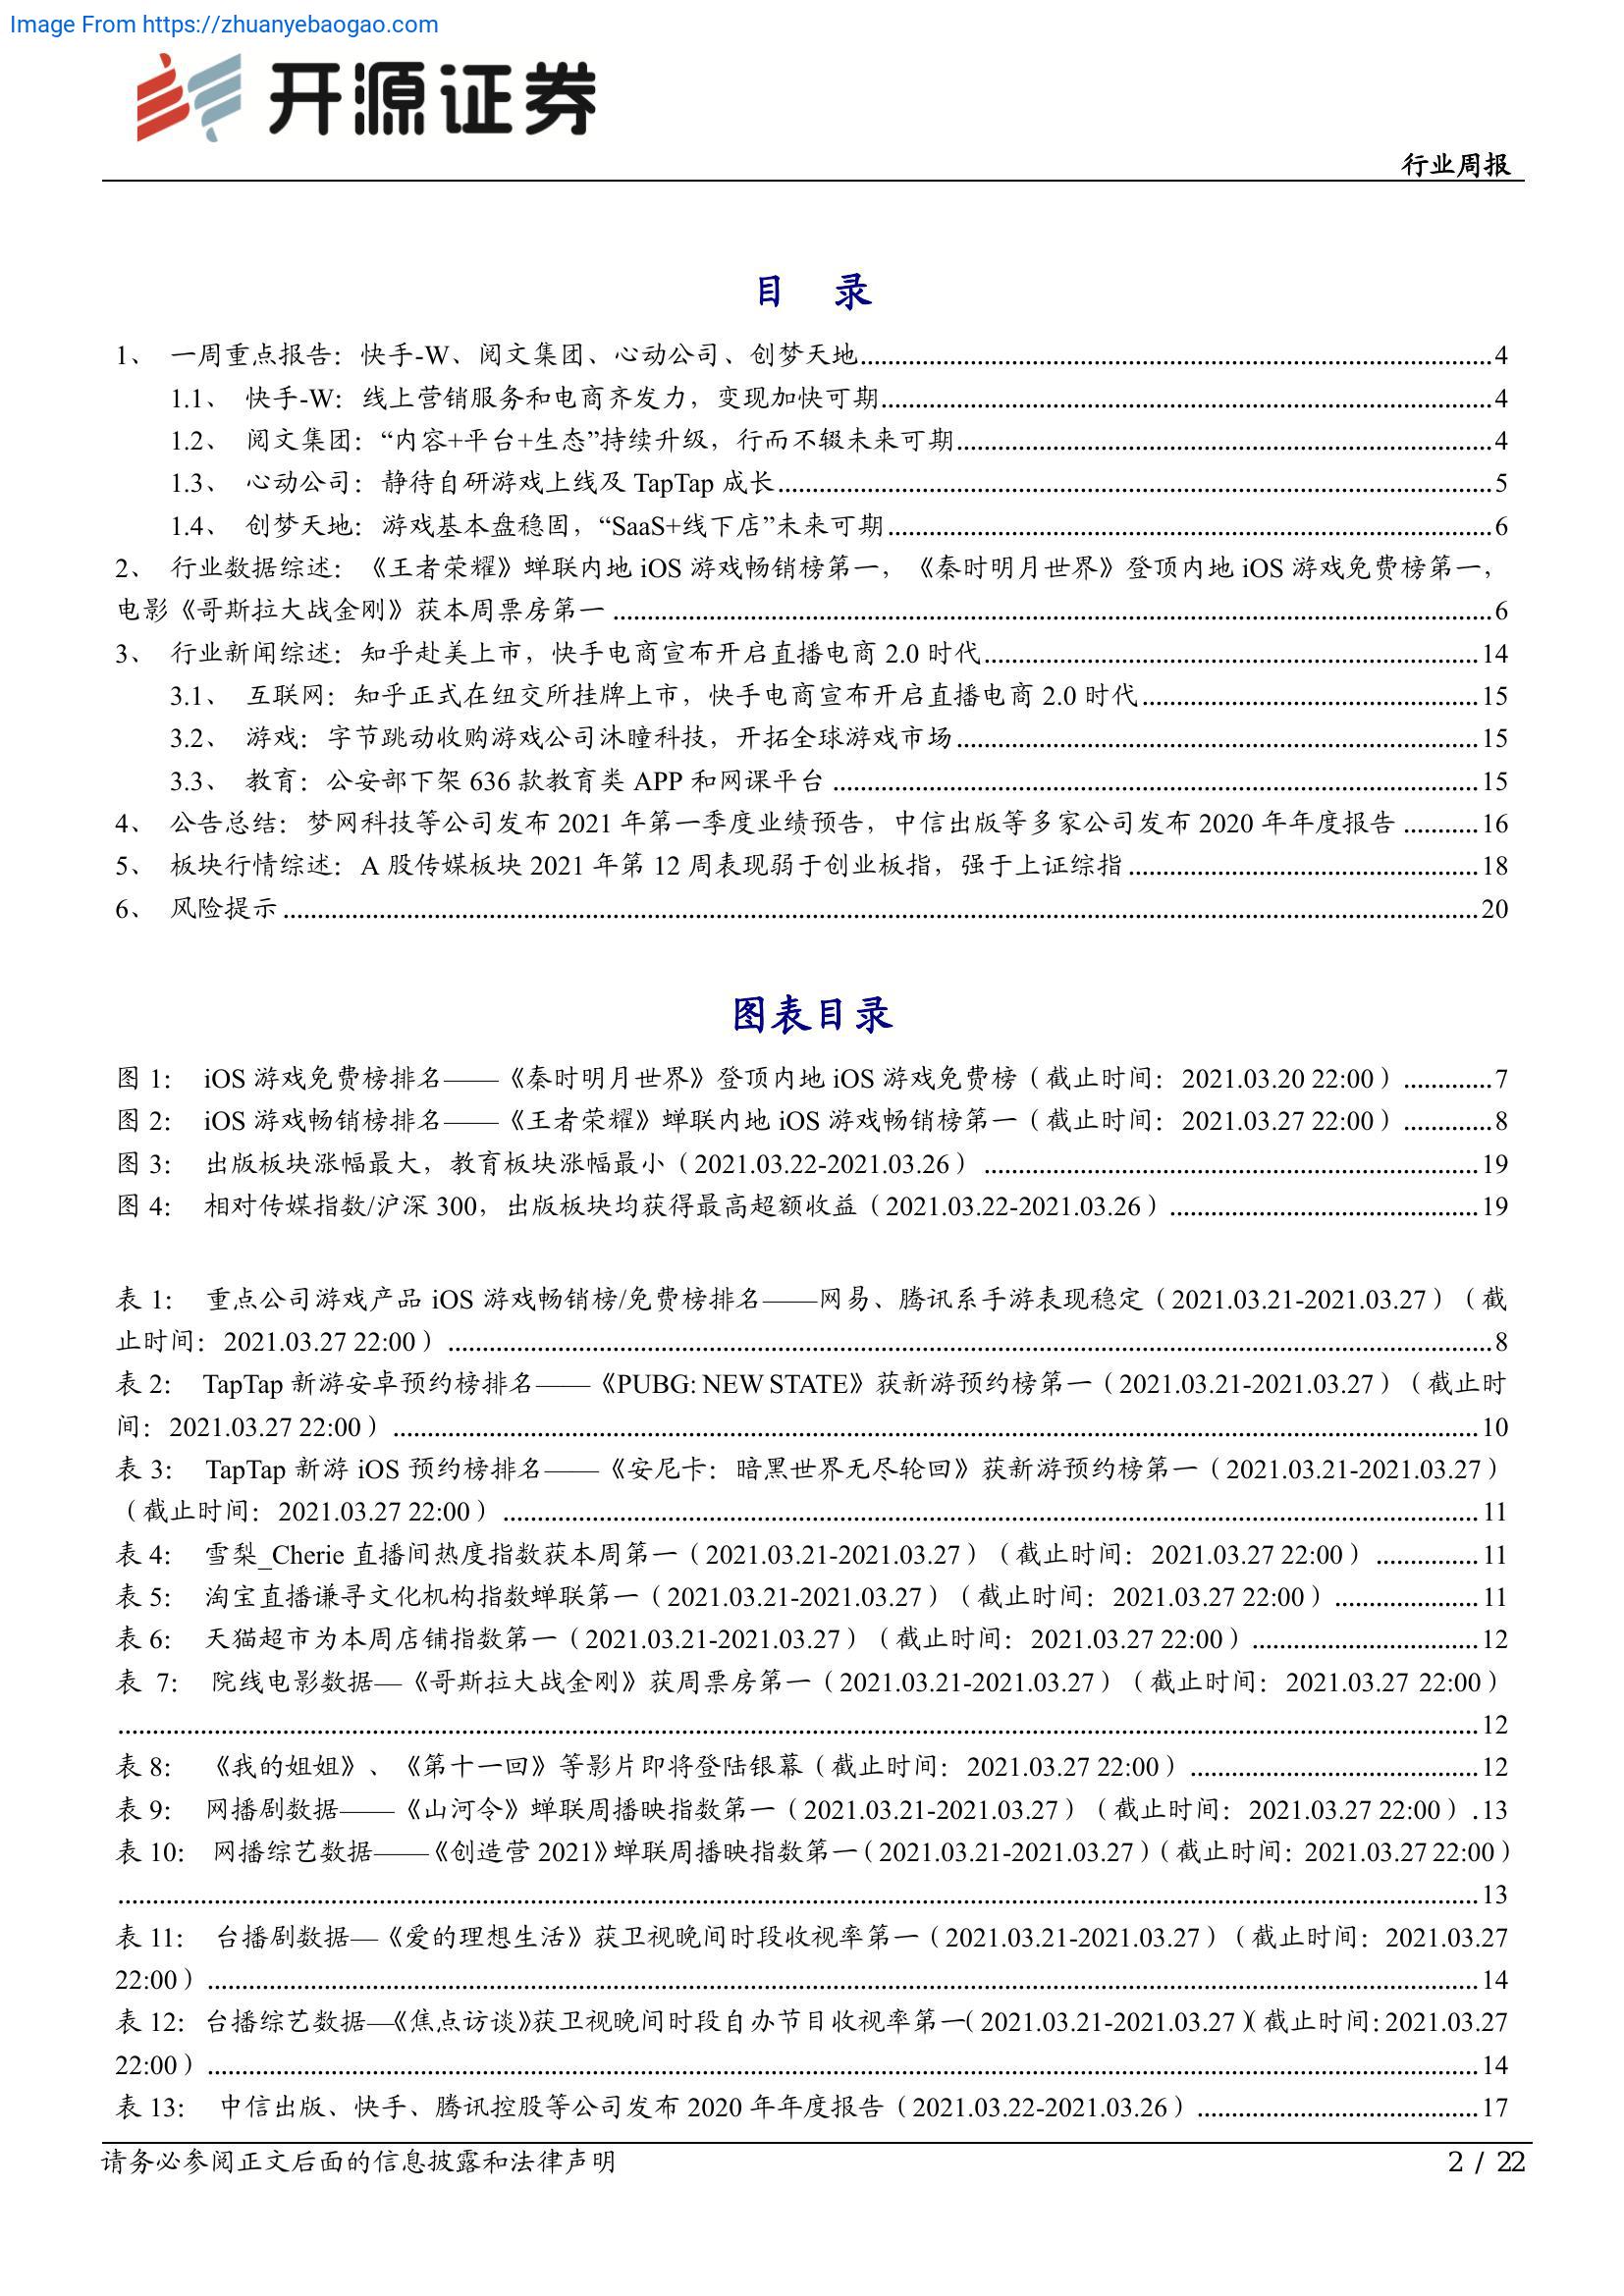 Image From https://zhuanyebaogao.com
开源证券
行业周报
目 录
1、 一周重点报告：快手-W、阅文集团、心动公司、创梦天地....................4
1.1、 快手-W：线上营销服务和电商齐发力，变现加快可期....................4
1.2、 阅文集团：“内容+平台+生态”持续升级，行而不辍未来可期....................4
1.3、 心动公司：静待自研游戏上线及 TapTap 成长....................5
1.4、 创梦天地：游戏基本盘稳固，“SaaS+线下店”未来可期....................6
2、 行业数据综述：《王者荣耀》蝉联内地 iOS 游戏畅销榜第一，《秦时明月世界》登顶内地 iOS 游戏免费榜第一，
电影《哥斯拉大战金刚》获本周票房第一 ....................6
3、 行业新闻综述：知乎赴美上市，快手电商宣布开启直播电商 2.0 时代....................14
3.1、 互联网：知乎正式在纽交所挂牌上市，快手电商宣布开启直播电商 2.0 时代....................15
3.2、 游戏：字节跳动收购游戏公司沐瞳科技，开拓全球游戏市场....................15
3.3、 教育：公安部下架 636 款教育类 APP 和网课平台 ....................15
4、 公告总结：梦网科技等公司发布 2021 年第一季度业绩预告，中信出版等多家公司发布 2020 年年度报告 ...........16
5、 板块行情综述：A 股传媒板块 2021 年第 12 周表现弱于创业板指，强于上证综指 ....................18
6、 风险提示 ....................20
图表目录
图 1： iOS 游戏免费榜排名——《秦时明月世界》登顶内地 iOS 游戏免费榜（截止时间：2021.03.20 22:00） .............7
图 2： iOS 游戏畅销榜排名——《王者荣耀》蝉联内地 iOS 游戏畅销榜第一（截止时间：2021.03.27 22:00） .............8
图 3： 出版板块涨幅最大，教育板块涨幅最小（2021.03.22-2021.03.26） ....................19
图 4： 相对传媒指数/沪深 300，出版板块均获得最高超额收益（2021.03.22-2021.03.26） ....................19
表 1： 重点公司游戏产品 iOS 游戏畅销榜/免费榜排名——网易、腾讯系手游表现稳定（2021.03.21-2021.03.27）（截
止时间：2021.03.27 22:00） ....................8
表 2： TapTap 新游安卓预约榜排名——《PUBG: NEW STATE》获新游预约榜第一（2021.03.21-2021.03.27）（截止时
间：2021.03.27 22:00） ....................10
表 3： TapTap 新游 iOS 预约榜排名——《安尼卡：暗黑世界无尽轮回》获新游预约榜第一（2021.03.21-2021.03.27）
（截止时间：2021.03.27 22:00） ....................11
表 4： 雪梨_Cherie 直播间热度指数获本周第一（2021.03.21-2021.03.27）（截止时间：2021.03.27 22:00） ...............11
表 5： 淘宝直播谦寻文化机构指数蝉联第一（2021.03.21-2021.03.27）（截止时间：2021.03.27 22:00） ....................11
表 6： 天猫超市为本周店铺指数第一（2021.03.21-2021.03.27）（截止时间：2021.03.27 22:00） ....................12
表 7： 院线电影数据—《哥斯拉大战金刚》获周票房第一（2021.03.21-2021.03.27）（截止时间：2021.03.27 22:00）
....................12
表 8： 《我的姐姐》、《第十一回》等影片即将登陆银幕（截止时间：2021.03.27 22:00） ....................12
表 9： 网播剧数据——《山河令》蝉联周播映指数第一（2021.03.21-2021.03.27）（截止时间：2021.03.27 22:00） .13
表 10： 网播综艺数据——《创造营 2021》蝉联周播映指数第一（2021.03.21-2021.03.27）（截止时间：2021.03.27 22:00）
....................13
表 11： 台播剧数据—《爱的理想生活》获卫视晚间时段收视率第一（2021.03.21-2021.03.27）（截止时间：2021.03.27
22:00） ....................14
表 12： 台播综艺数据—《焦点访谈》获卫视晚间时段自办节目收视率第一（2021.03.21-2021.03.27）（截止时间：2021.03.27
22:00） ....................14
表 13： 中信出版、快手、腾讯控股等公司发布 2020 年年度报告（2021.03.22-2021.03.26） ....................17
请务必参阅正文后面的信息披露和法律声明
2 / 22